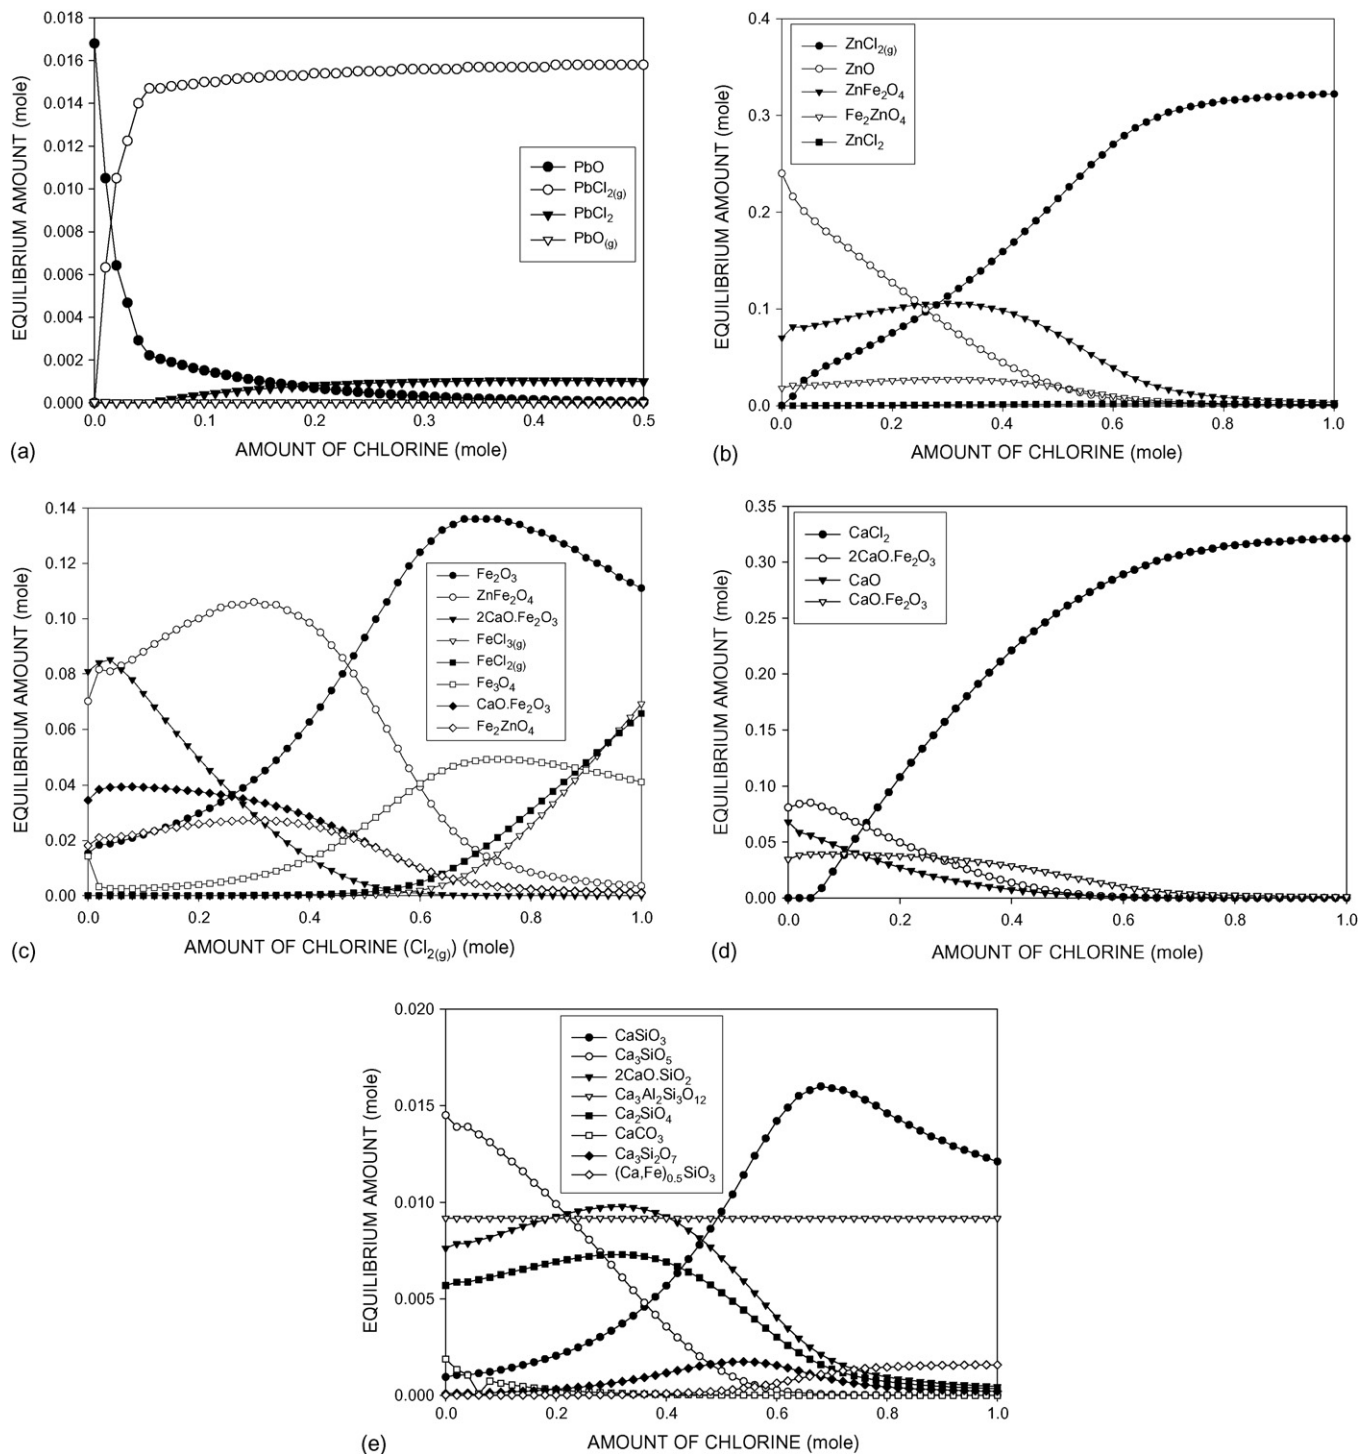 0.018
0.016
0.014
0.012
0.010
0.008
0.006
0.004
0.002
0.000
EQUILIBRIUM AMOUNT (mole)
PbO
PbCl2(g)
PbCl2
PbO(g)
0.0 0.1 0.2 0.3 0.4 0.5
AMOUNT OF CHLORINE (mole)
(a)
0.4
0.3
0.2
0.1
0.0
EQUILIBRIUM AMOUNT (mole)
ZnCl2(g)
ZnO
ZnFe2O4
Fe2ZnO4
ZnCl2
0.0 0.2 0.4 0.6 0.8 1.0
AMOUNT OF CHLORINE (mole)
(b)
0.14
0.12
0.10
0.08
0.06
0.04
0.02
0.00
EQUILIBRIUM AMOUNT (mole)
Fe2O3
ZnFe2O4
2CaO.Fe2O3
FeCl3(g)
FeCl2(g)
Fe3O4
CaO.Fe2O3
Fe2ZnO4
0.0 0.2 0.4 0.6 0.8 1.0
AMOUNT OF CHLORINE (Cl2(g)) (mole)
(c)
0.35
0.30
0.25
0.20
0.15
0.10
0.05
0.00
EQUILIBRIUM AMOUNT (mole)
CaCl2
2CaO.Fe2O3
CaO
CaO.Fe2O3
0.0 0.2 0.4 0.6 0.8 1.0
AMOUNT OF CHLORINE (mole)
(d)
0.020
0.015
0.010
0.005
0.000
EQUILIBRIUM AMOUNT (mole)
CaSiO3
Ca3SiO5
2CaO.SiO2
Ca3Al2Si3O12
Ca2SiO4
CaCO3
Ca3Si2O7
(Ca,Fe)0.5SiO3
0.0 0.2 0.4 0.6 0.8 1.0
AMOUNT OF CHLORINE (mole)
(e)